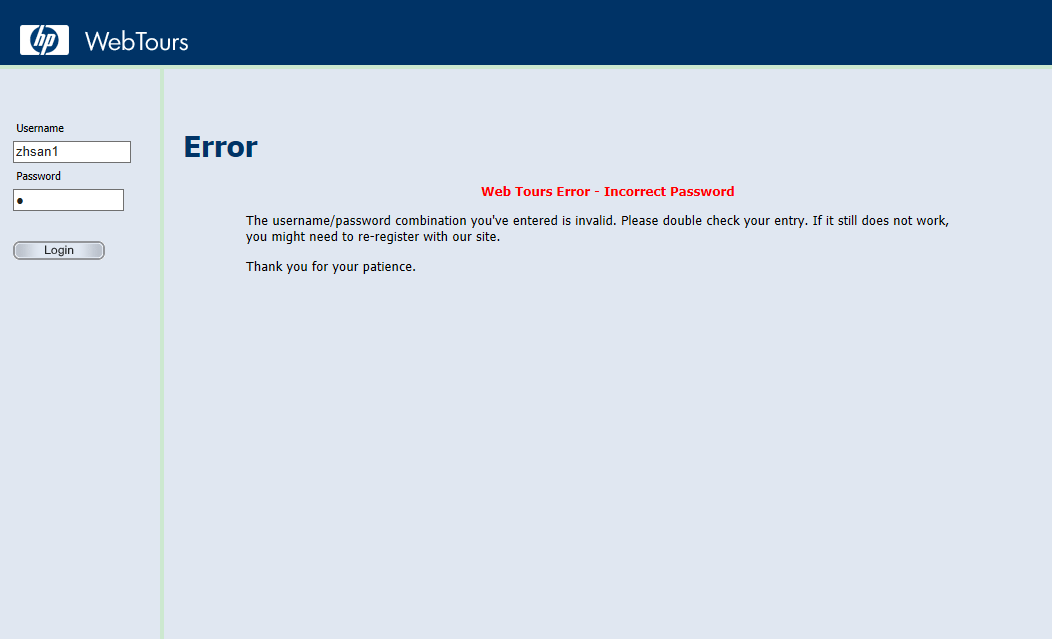 hp WebTours
Username
zhsan1
Password
●
Login
Error
Web Tours Error - Incorrect Password
The username/password combination you've entered is invalid. Please double check your entry. If it still does not work,
you might need to re-register with our site.
Thank you for your patience.